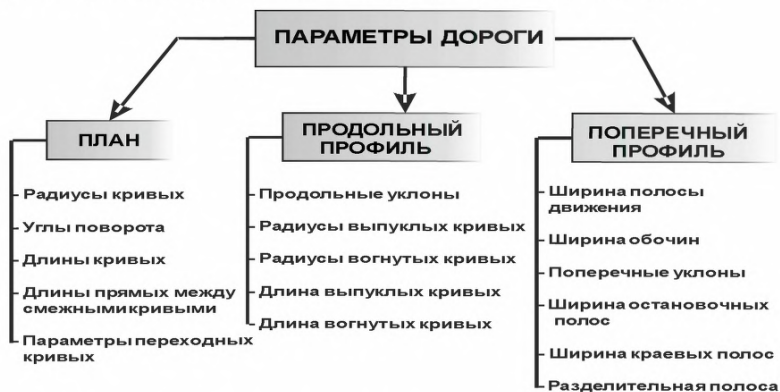 ПАРАМЕТРЫ ДОРОГИ
ПЛАН
Радиусы кривых
Углы поворота
Длины кривых
Длины прямых между
смежными кривыми
Параметры переходных
кривых
ПРОДОЛЬНЫЙ
ПРОФИЛЬ
Продольные уклоны
Радиусы выпуклых кривых
Радиусы вогнутых кривых
Длина выпуклых кривых
Длина вогнутых кривых
ПОПЕРЕЧНЫЙ
ПРОФИЛЬ
Ширина полосы
движения
Ширина обочин
Поперечные уклоны
Ширина остановочных
полос
Ширина краевых полос
Разделительная полоса